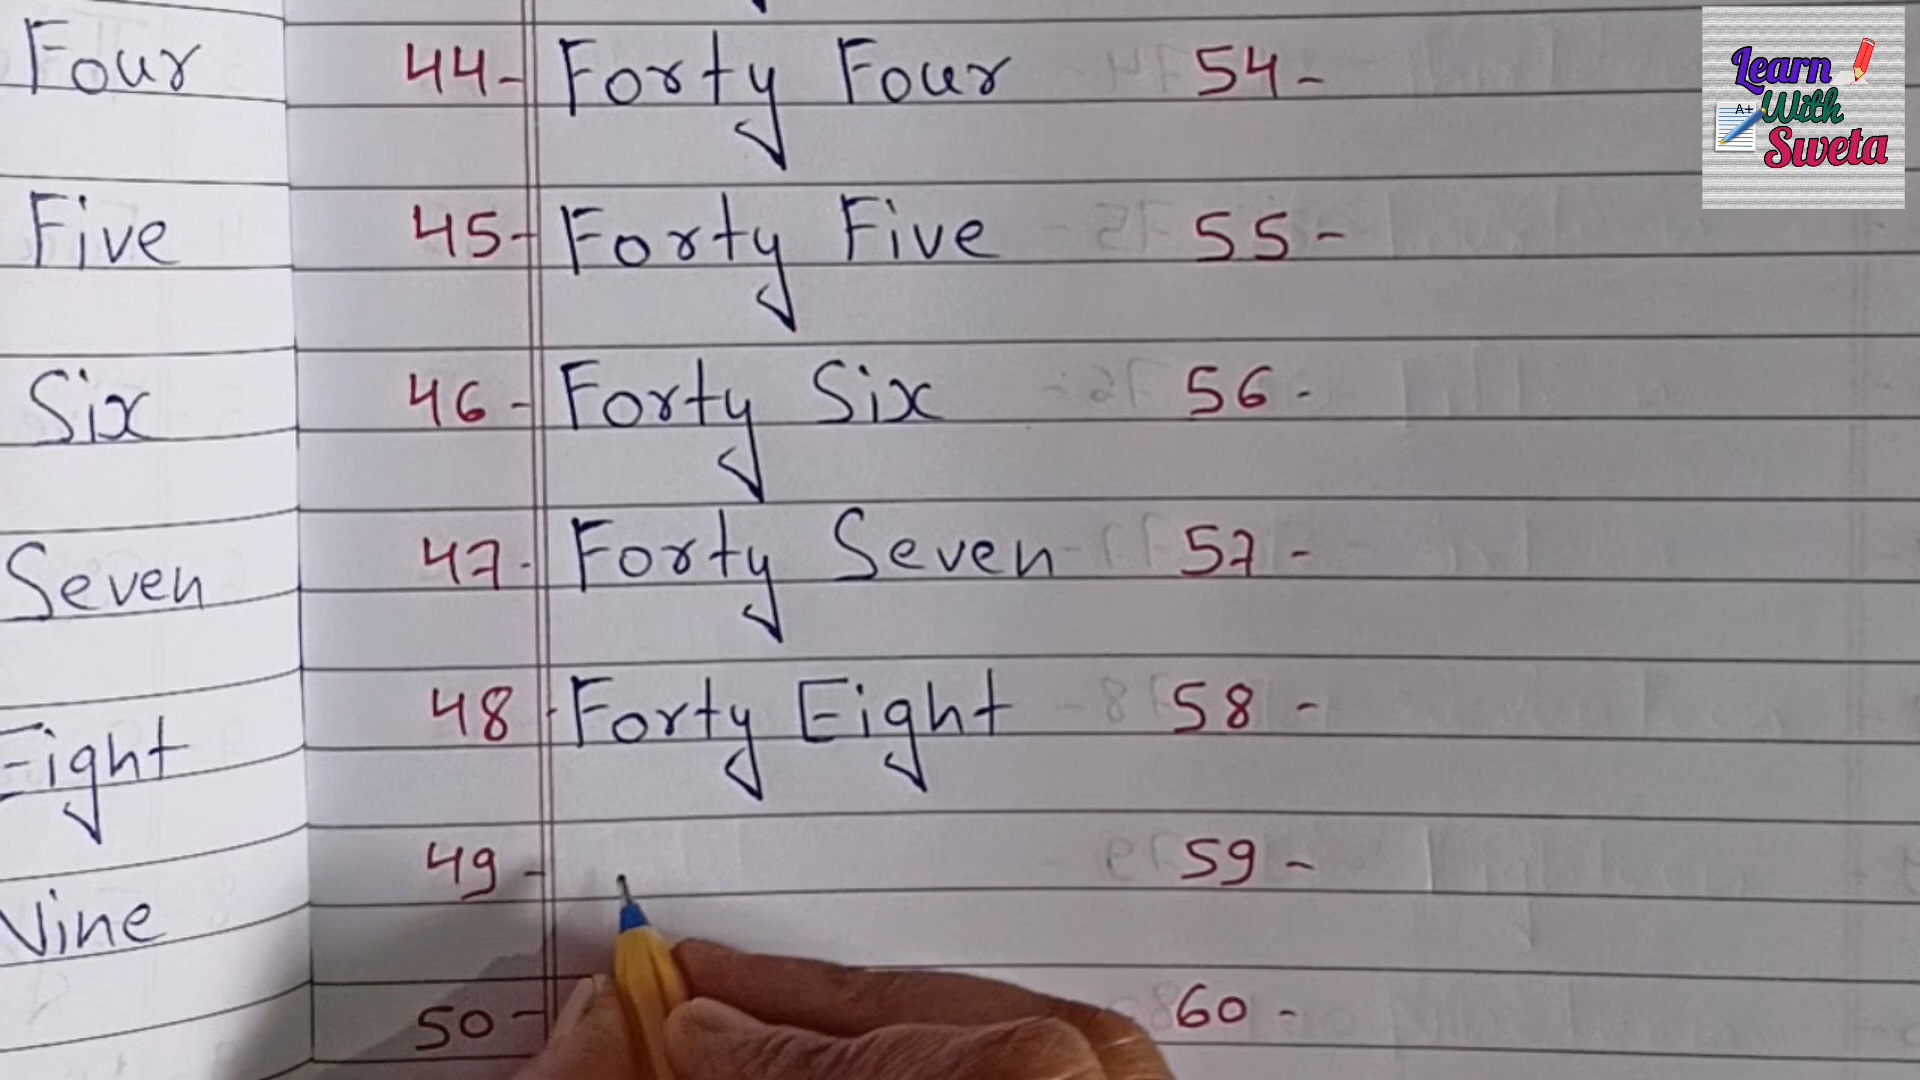 Learn
A+ With
Sweta
Four 44- Forty Four 54-
Five 45- Forty Five 55-
Six 46- Forty Six 56-
Seven 47- Forty Seven 57-
Eight 48- Forty Eight 58-
Nine 49- 59-
50- 60-